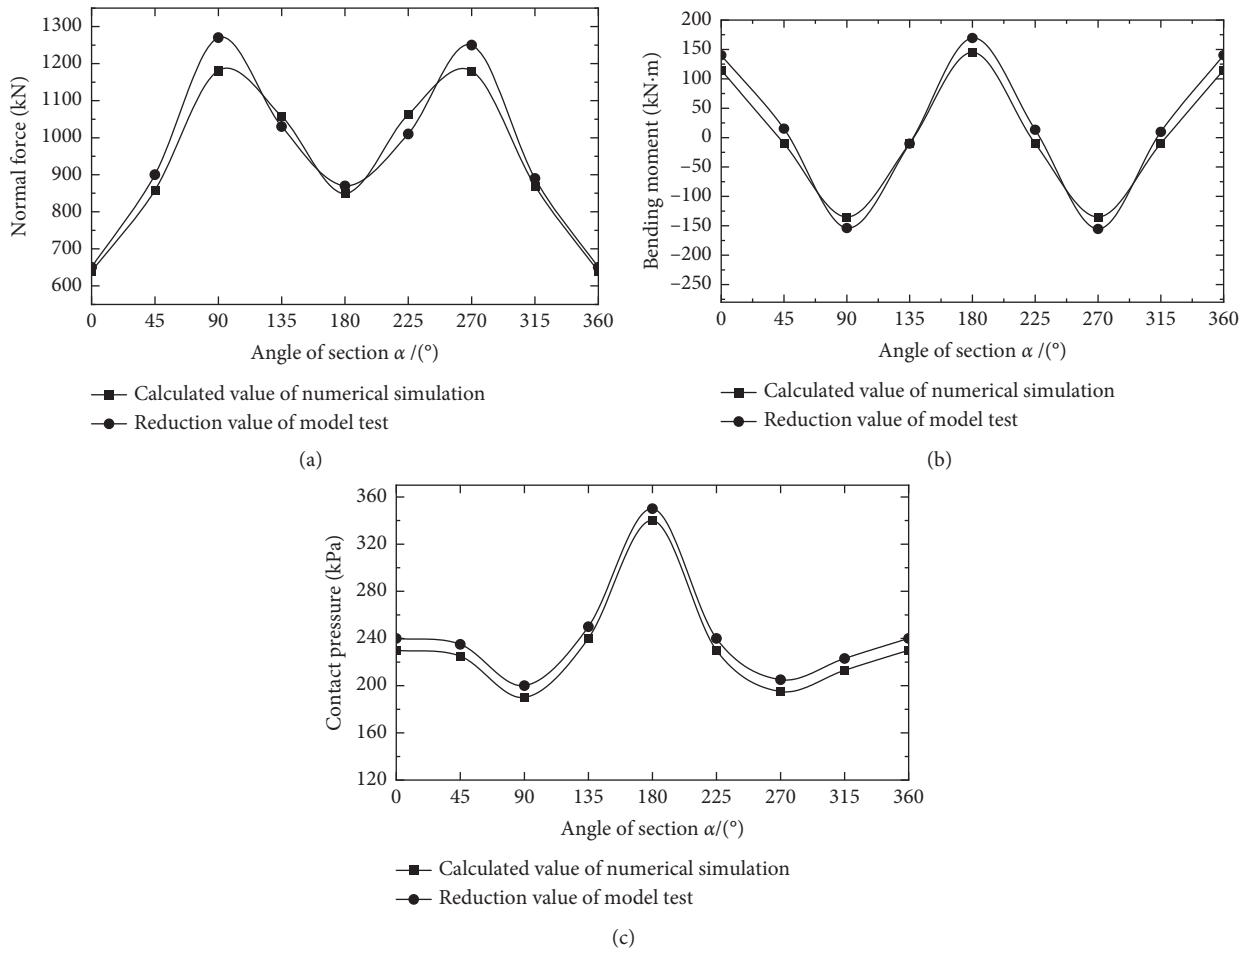 1300
1200
1100
1000
900
800
700
600
Normal force (kN)
0 45 90 135 180 225 270 315 360
Angle of section α /(°)
Calculated value of numerical simulation
Reduction value of model test
(a)
200
150
100
50
0
−50
−100
−150
−200
−250
Bending moment (kN·m)
0 45 90 135 180 225 270 315 360
Angle of section α /(°)
Calculated value of numerical simulation
Reduction value of model test
(b)
360
320
280
240
200
160
120
Contact pressure (kPa)
0 45 90 135 180 225 270 315 360
Angle of section α/(°)
Calculated value of numerical simulation
Reduction value of model test
(c)